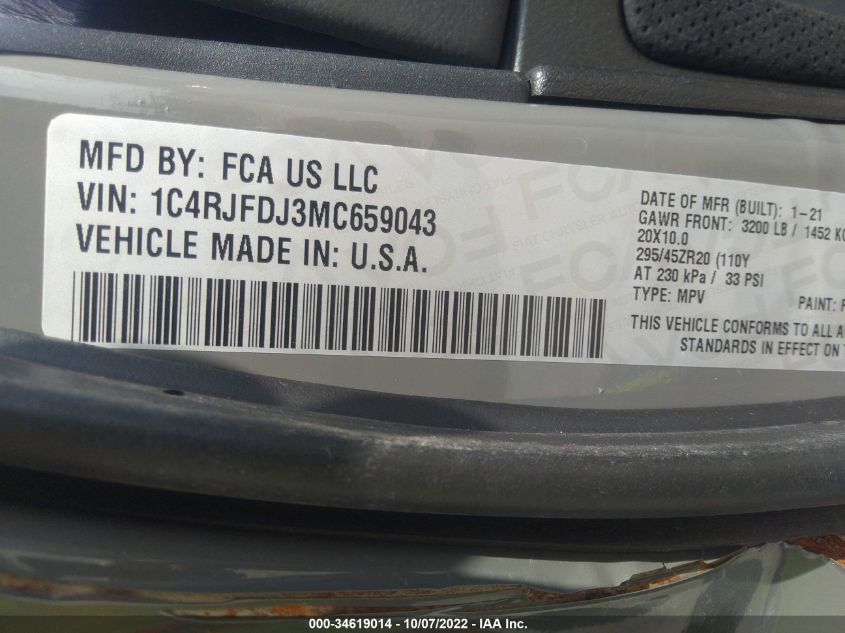 MFD BY: FCA US LLC
VIN: 1C4RJFDJ3MC659043
VEHICLE MADE IN: U.S.A.
DATE OF MFR (BUILT): 1-21
GAWR FRONT: 3200 LB / 1452 KG
20X10.0
295/45ZR20 (110Y
AT 230 kPa / 33 PSI
TYPE: MPV
PAINT:
THIS VEHICLE CONFORMS TO ALL A
STANDARDS IN EFFECT ON
000-34619014 - 10/07/2022 - IAA Inc.